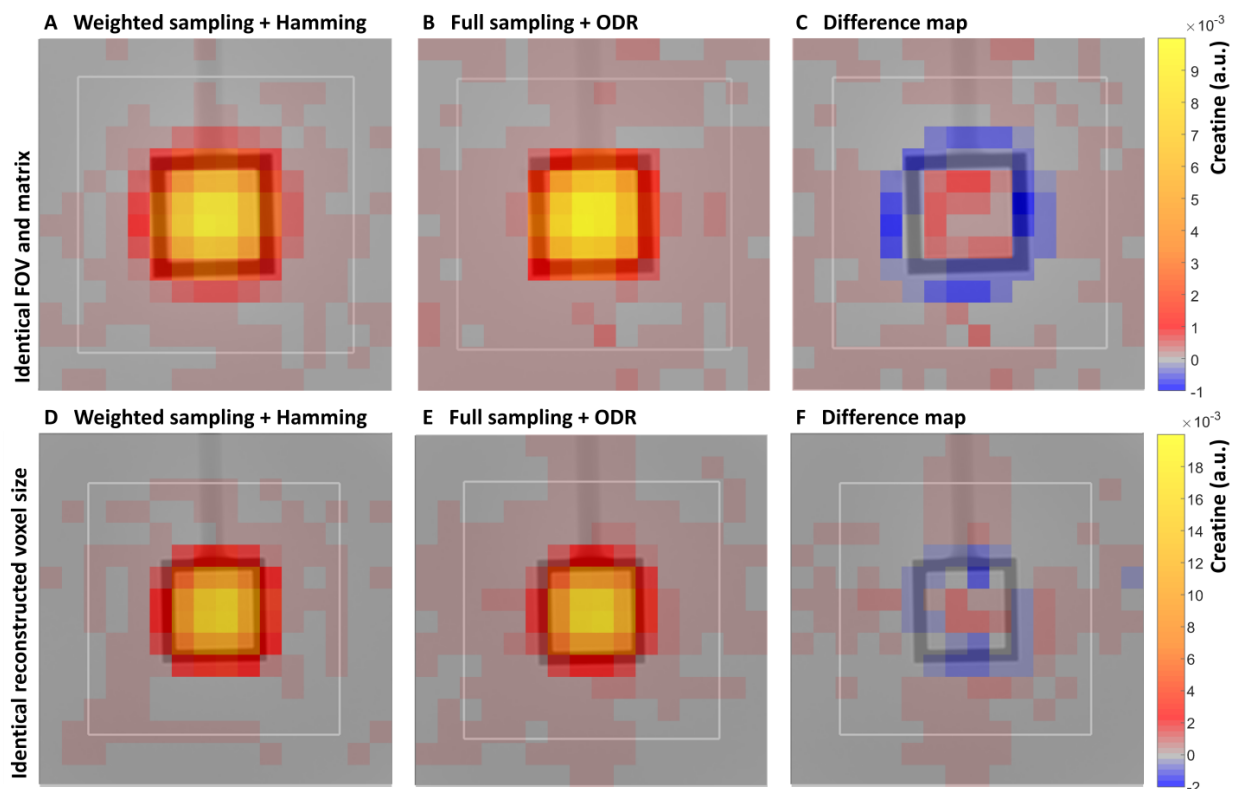 A Weighted sampling + Hamming
B Full sampling + ODR
C Difference map
× 10-3
9
8
7
6
5
4
3
2
1
0
-1
Creatine (a.u.)
Identical FOV and matrix
D Weighted sampling + Hamming
E Full sampling + ODR
F Difference map
× 10-3
18
16
14
12
10
8
6
4
2
0
-2
Creatine (a.u.)
Identical reconstructed voxel size